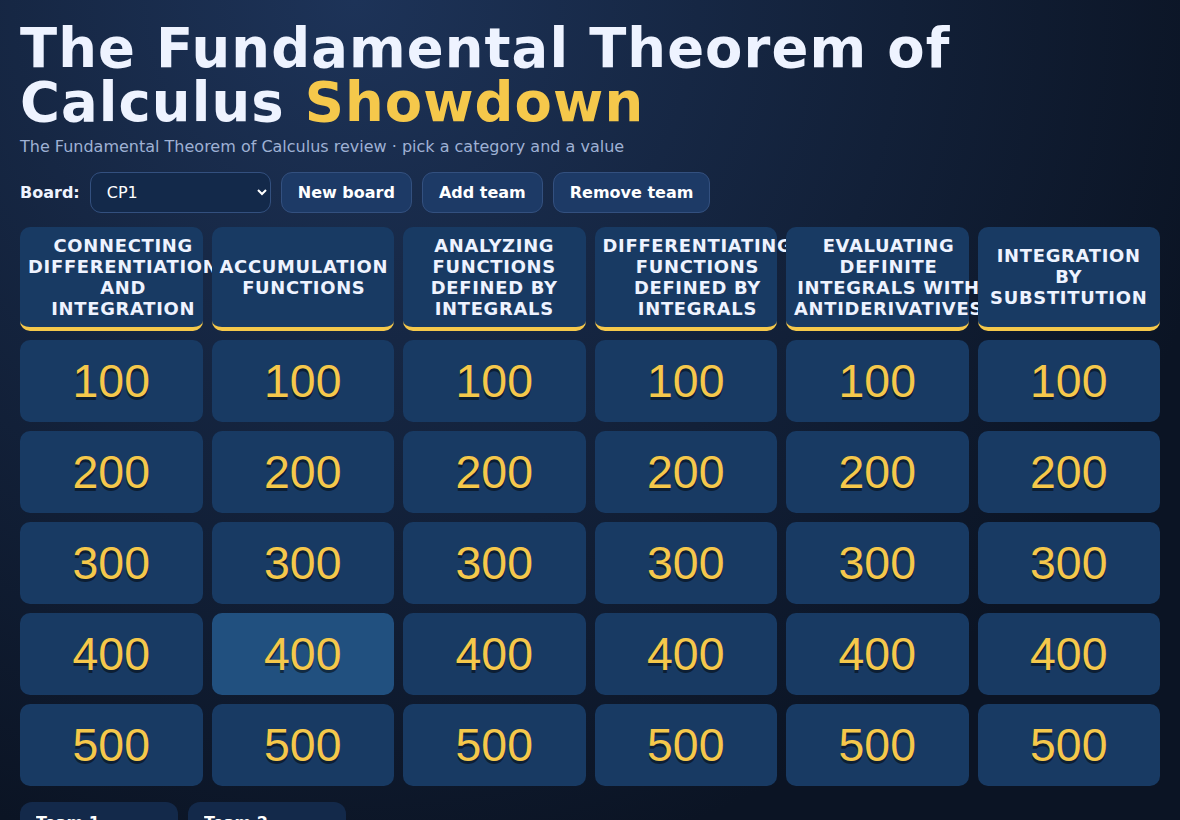 The Fundamental Theorem of
Calculus Showdown
The Fundamental Theorem of Calculus review · pick a category and a value
Board: CP1 New board Add team Remove team
CONNECTING
DIFFERENTIATION
AND
INTEGRATION
ACCUMULATION
FUNCTIONS
ANALYZING
FUNCTIONS
DEFINED BY
INTEGRALS
DIFFERENTIATING
FUNCTIONS
DEFINED BY
INTEGRALS
EVALUATING
DEFINITE
INTEGRALS WITH
ANTIDERIVATIVES
INTEGRATION
BY
SUBSTITUTION
100 100 100 100 100 100
200 200 200 200 200 200
300 300 300 300 300 300
400 400 400 400 400 400
500 500 500 500 500 500
Team 1 Team 2